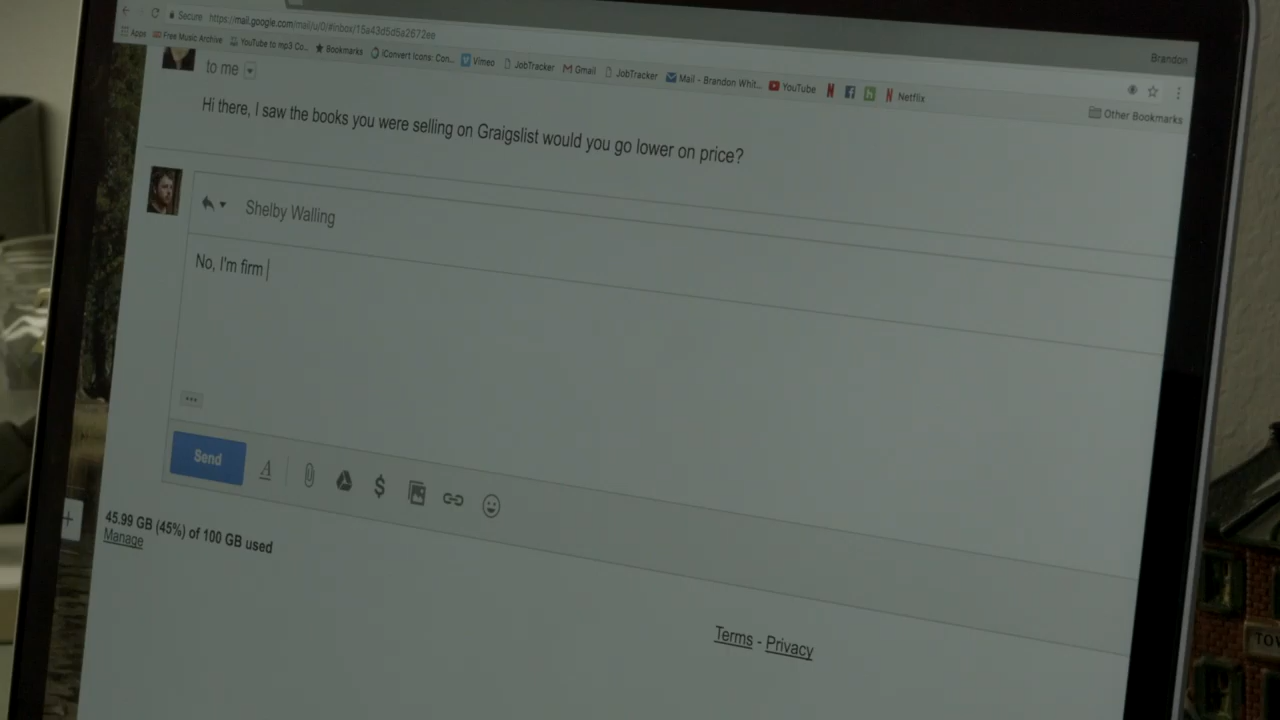 Secure https://mail.google.com/mail/u/0/#inbox/15a43d5d5a2672ee
Brandon
Apps Free Music Archive YouTube to mp3 Co... Bookmarks iConvert Icons: Con... Vimeo JobTracker Gmail JobTracker Mail - Brandon Whit... YouTube Netflix Other Bookmarks
to me
Hi there, I saw the books you were selling on Graigslist would you go lower on price?
Shelby Walling
No, I'm firm
Send
45.99 GB (45%) of 100 GB used
Manage
Terms - Privacy